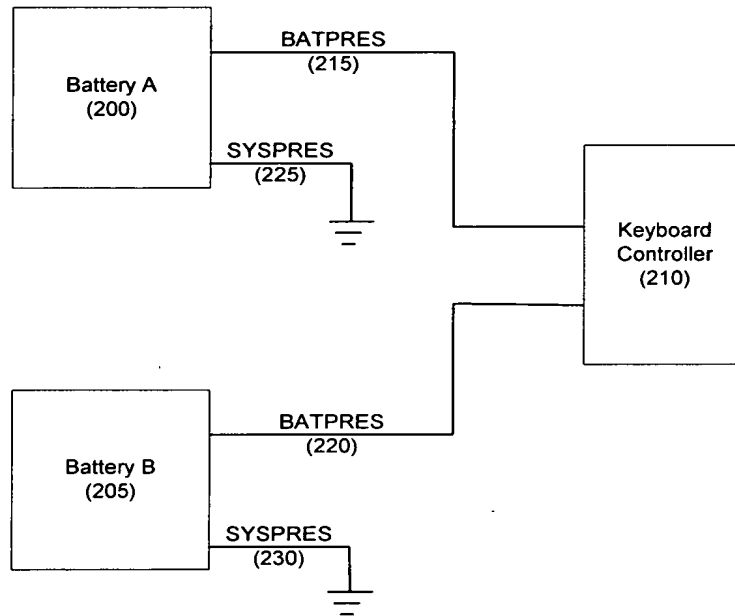 BATPRES
(215)
Battery A
(200)
SYSPRES
(225)
Keyboard
Controller
(210)
BATPRES
(220)
Battery B
(205)
SYSPRES
(230)